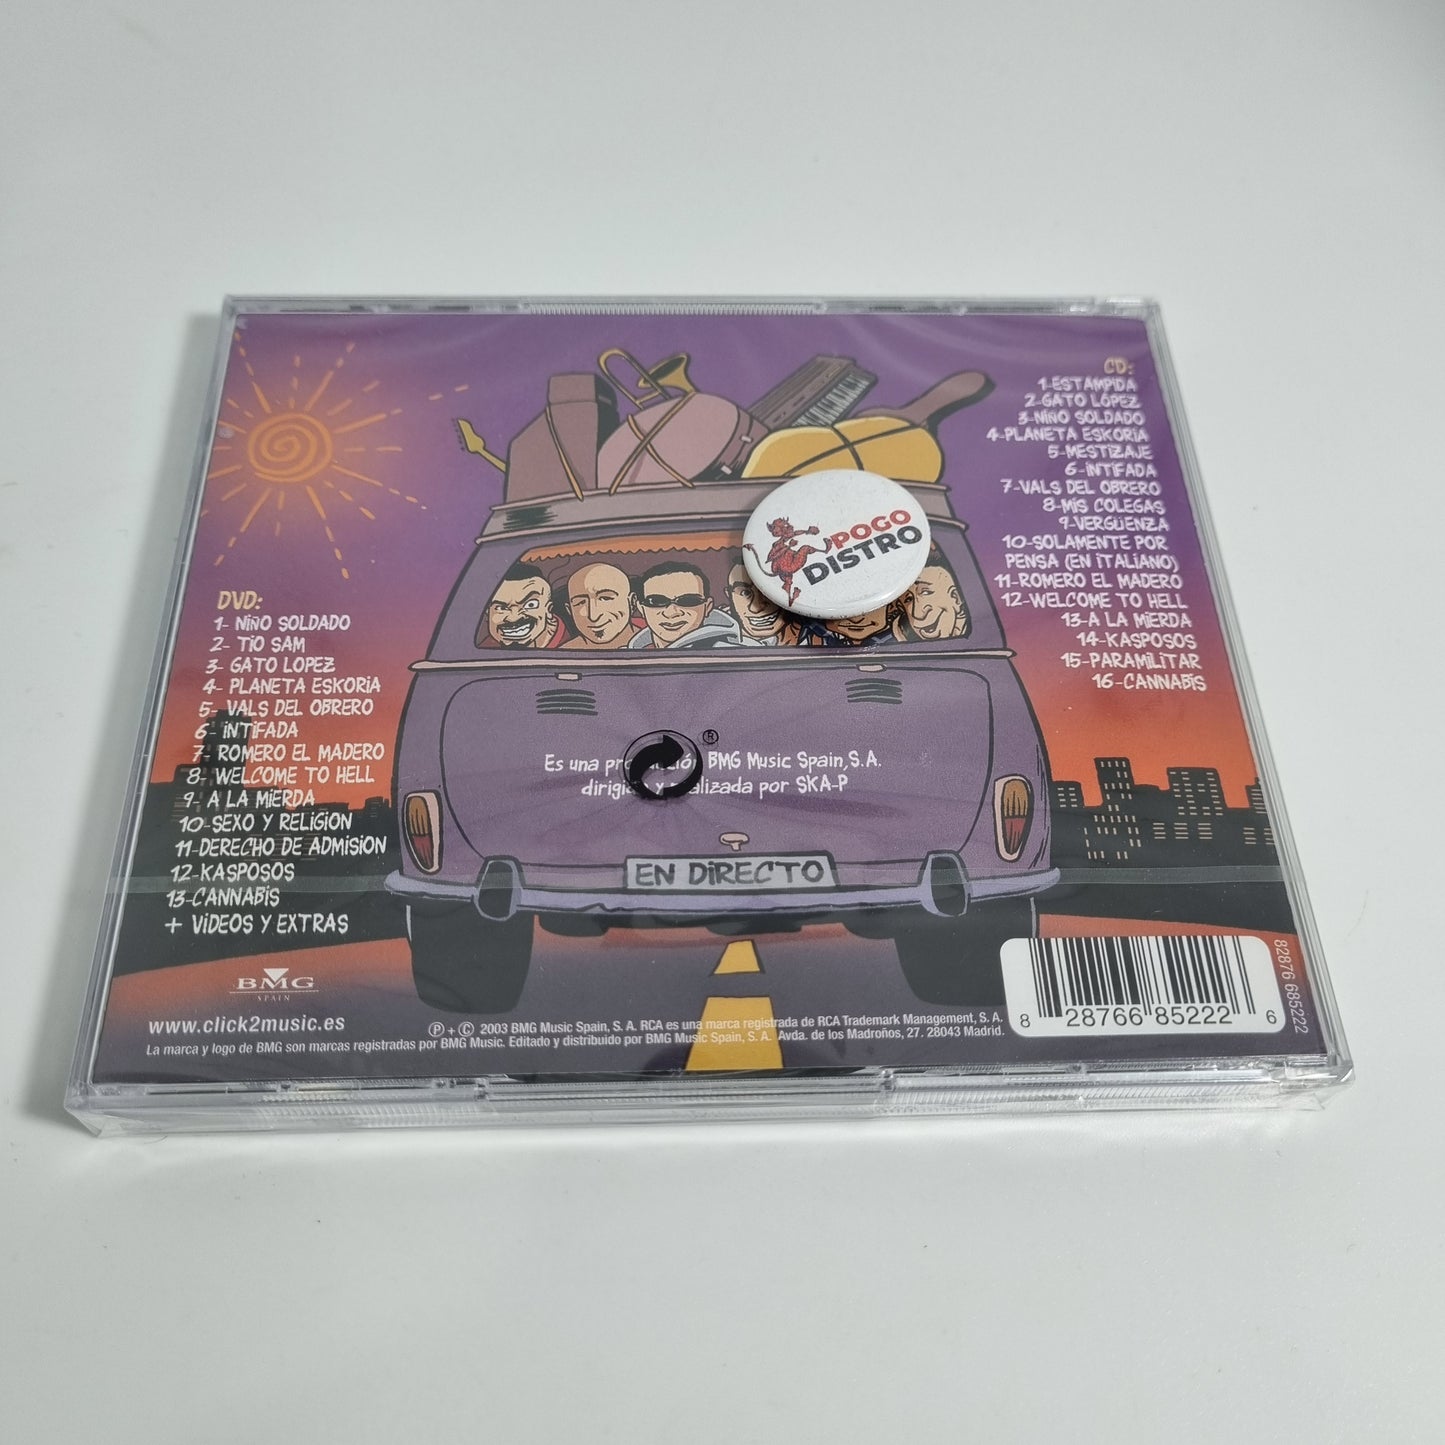 CD:
1-ESTAMPIDA
2-GATO LÓPEZ
3-NIÑO SOLDADO
4-PLANETA ESKORIA
5-MESTIZAJE
6-INTIFADA
7-VALS DEL OBRERO
8-MIS COLEGAS
9-VERGÜENZA
10-SOLAMENTE POR
PENSA (EN ITALIANO)
11-ROMERO EL MADERO
12-WELCOME TO HELL
13-A LA MIERDA
14-KASPOSOS
15-PARAMILITAR
16-CANNABIS
POGO
DISTRO
DVD:
1- NIÑO SOLDADO
2- TIO SAM
3- GATO LOPEZ
4- PLANETA ESKORIA
5- VALS DEL OBRERO
6- INTIFADA
7- ROMERO EL MADERO
8- WELCOME TO HELL
9- A LA MIERDA
10-SEXO Y RELIGION
11-DERECHO DE ADMISION
12-KASPOSOS
13-CANNABIS
+ VIDEOS Y EXTRAS
®
Es una BMG Music Spain, S.A.
y por SKA-P
EN DIRECTO
BMG
SPAIN
www.click2music.es
℗ + © 2003 BMG Music Spain, S. A. RCA es una marca registrada de RCA Trademark Management, S. A.
La marca y logo de BMG son marcas registradas por BMG Music. Editado y distribuido por BMG Music Spain, S. A. Avda. de los Madroños, 27. 28043 Madrid.
8 28766 85222 6
82876 685222